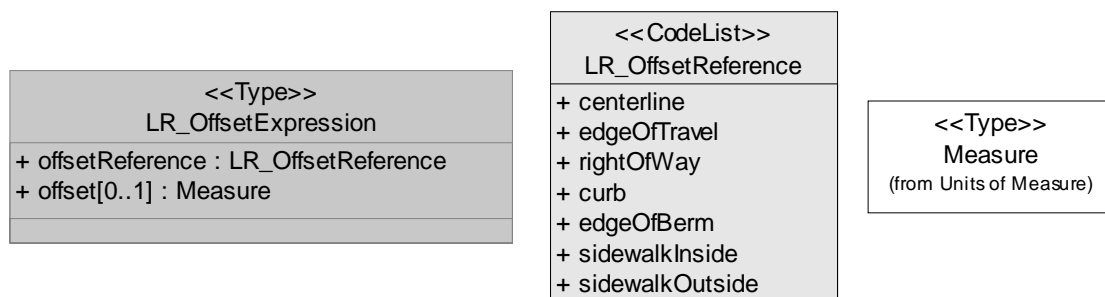 <<Type>>
LR_OffsetExpression
+ offsetReference : LR_OffsetReference
+ offset[0..1] : Measure
<<CodeList>>
LR_OffsetReference
+ centerline
+ edgeOfTravel
+ rightOfWay
+ curb
+ edgeOfBerm
+ sidewalkInside
+ sidewalkOutside
<<Type>>
Measure
(from Units of Measure)